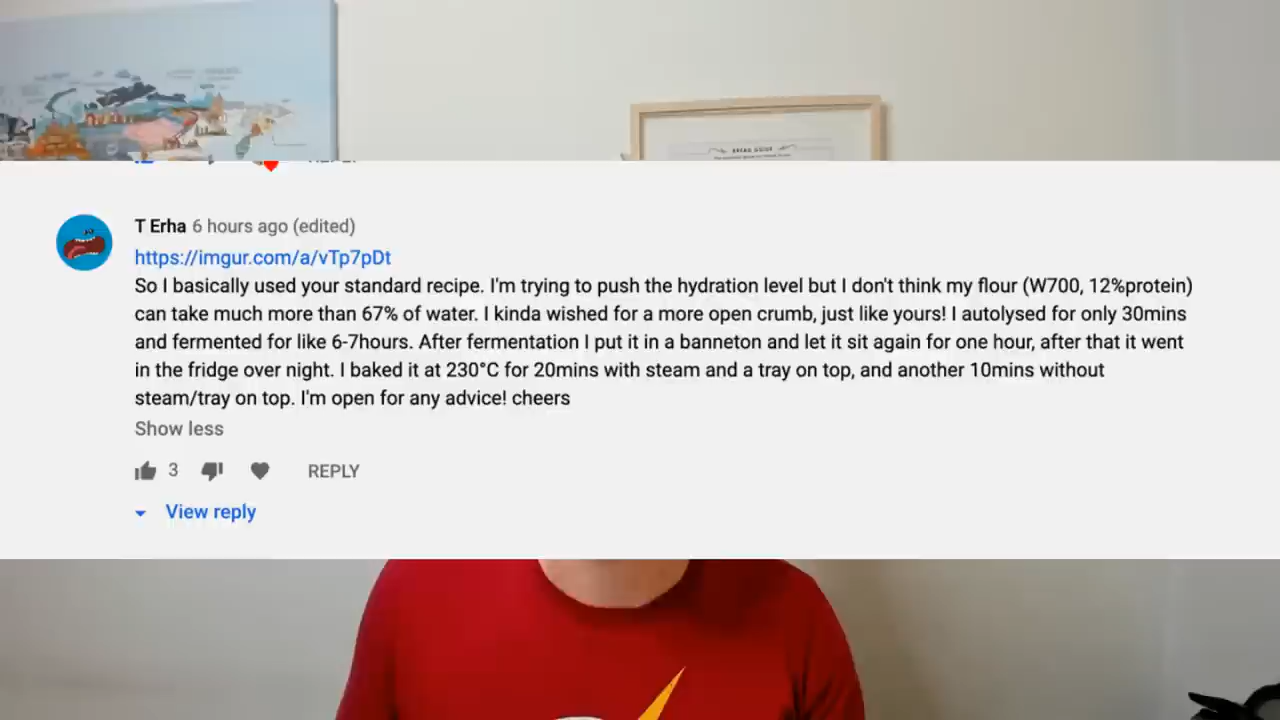 BREAD GUIDE
T Erha 6 hours ago (edited)
https://imgur.com/a/vTp7pDt
So I basically used your standard recipe. I'm trying to push the hydration level but I don't think my flour (W700, 12%protein)
can take much more than 67% of water. I kinda wished for a more open crumb, just like yours! I autolysed for only 30mins
and fermented for like 6-7hours. After fermentation I put it in a banneton and let it sit again for one hour, after that it went
in the fridge over night. I baked it at 230°C for 20mins with steam and a tray on top, and another 10mins without
steam/tray on top. I'm open for any advice! cheers
Show less
3 REPLY
View reply